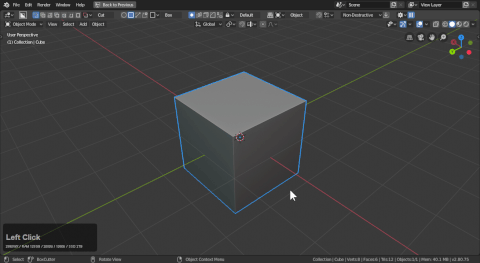 File Edit Render Window Help Back to Previous Scene View Layer
Cut Box Default Object Non-Destructive
Object Mode View Select Add Object Global
User Perspective
(1) Collection | Cube
Left Click
Select BoxCutter Rotate View Object Context Menu Collection | Cube | Verts:8 | Faces:6 | Tris:12 | Objects:1/1 | Mem: 40.1 MB | v2.80.75